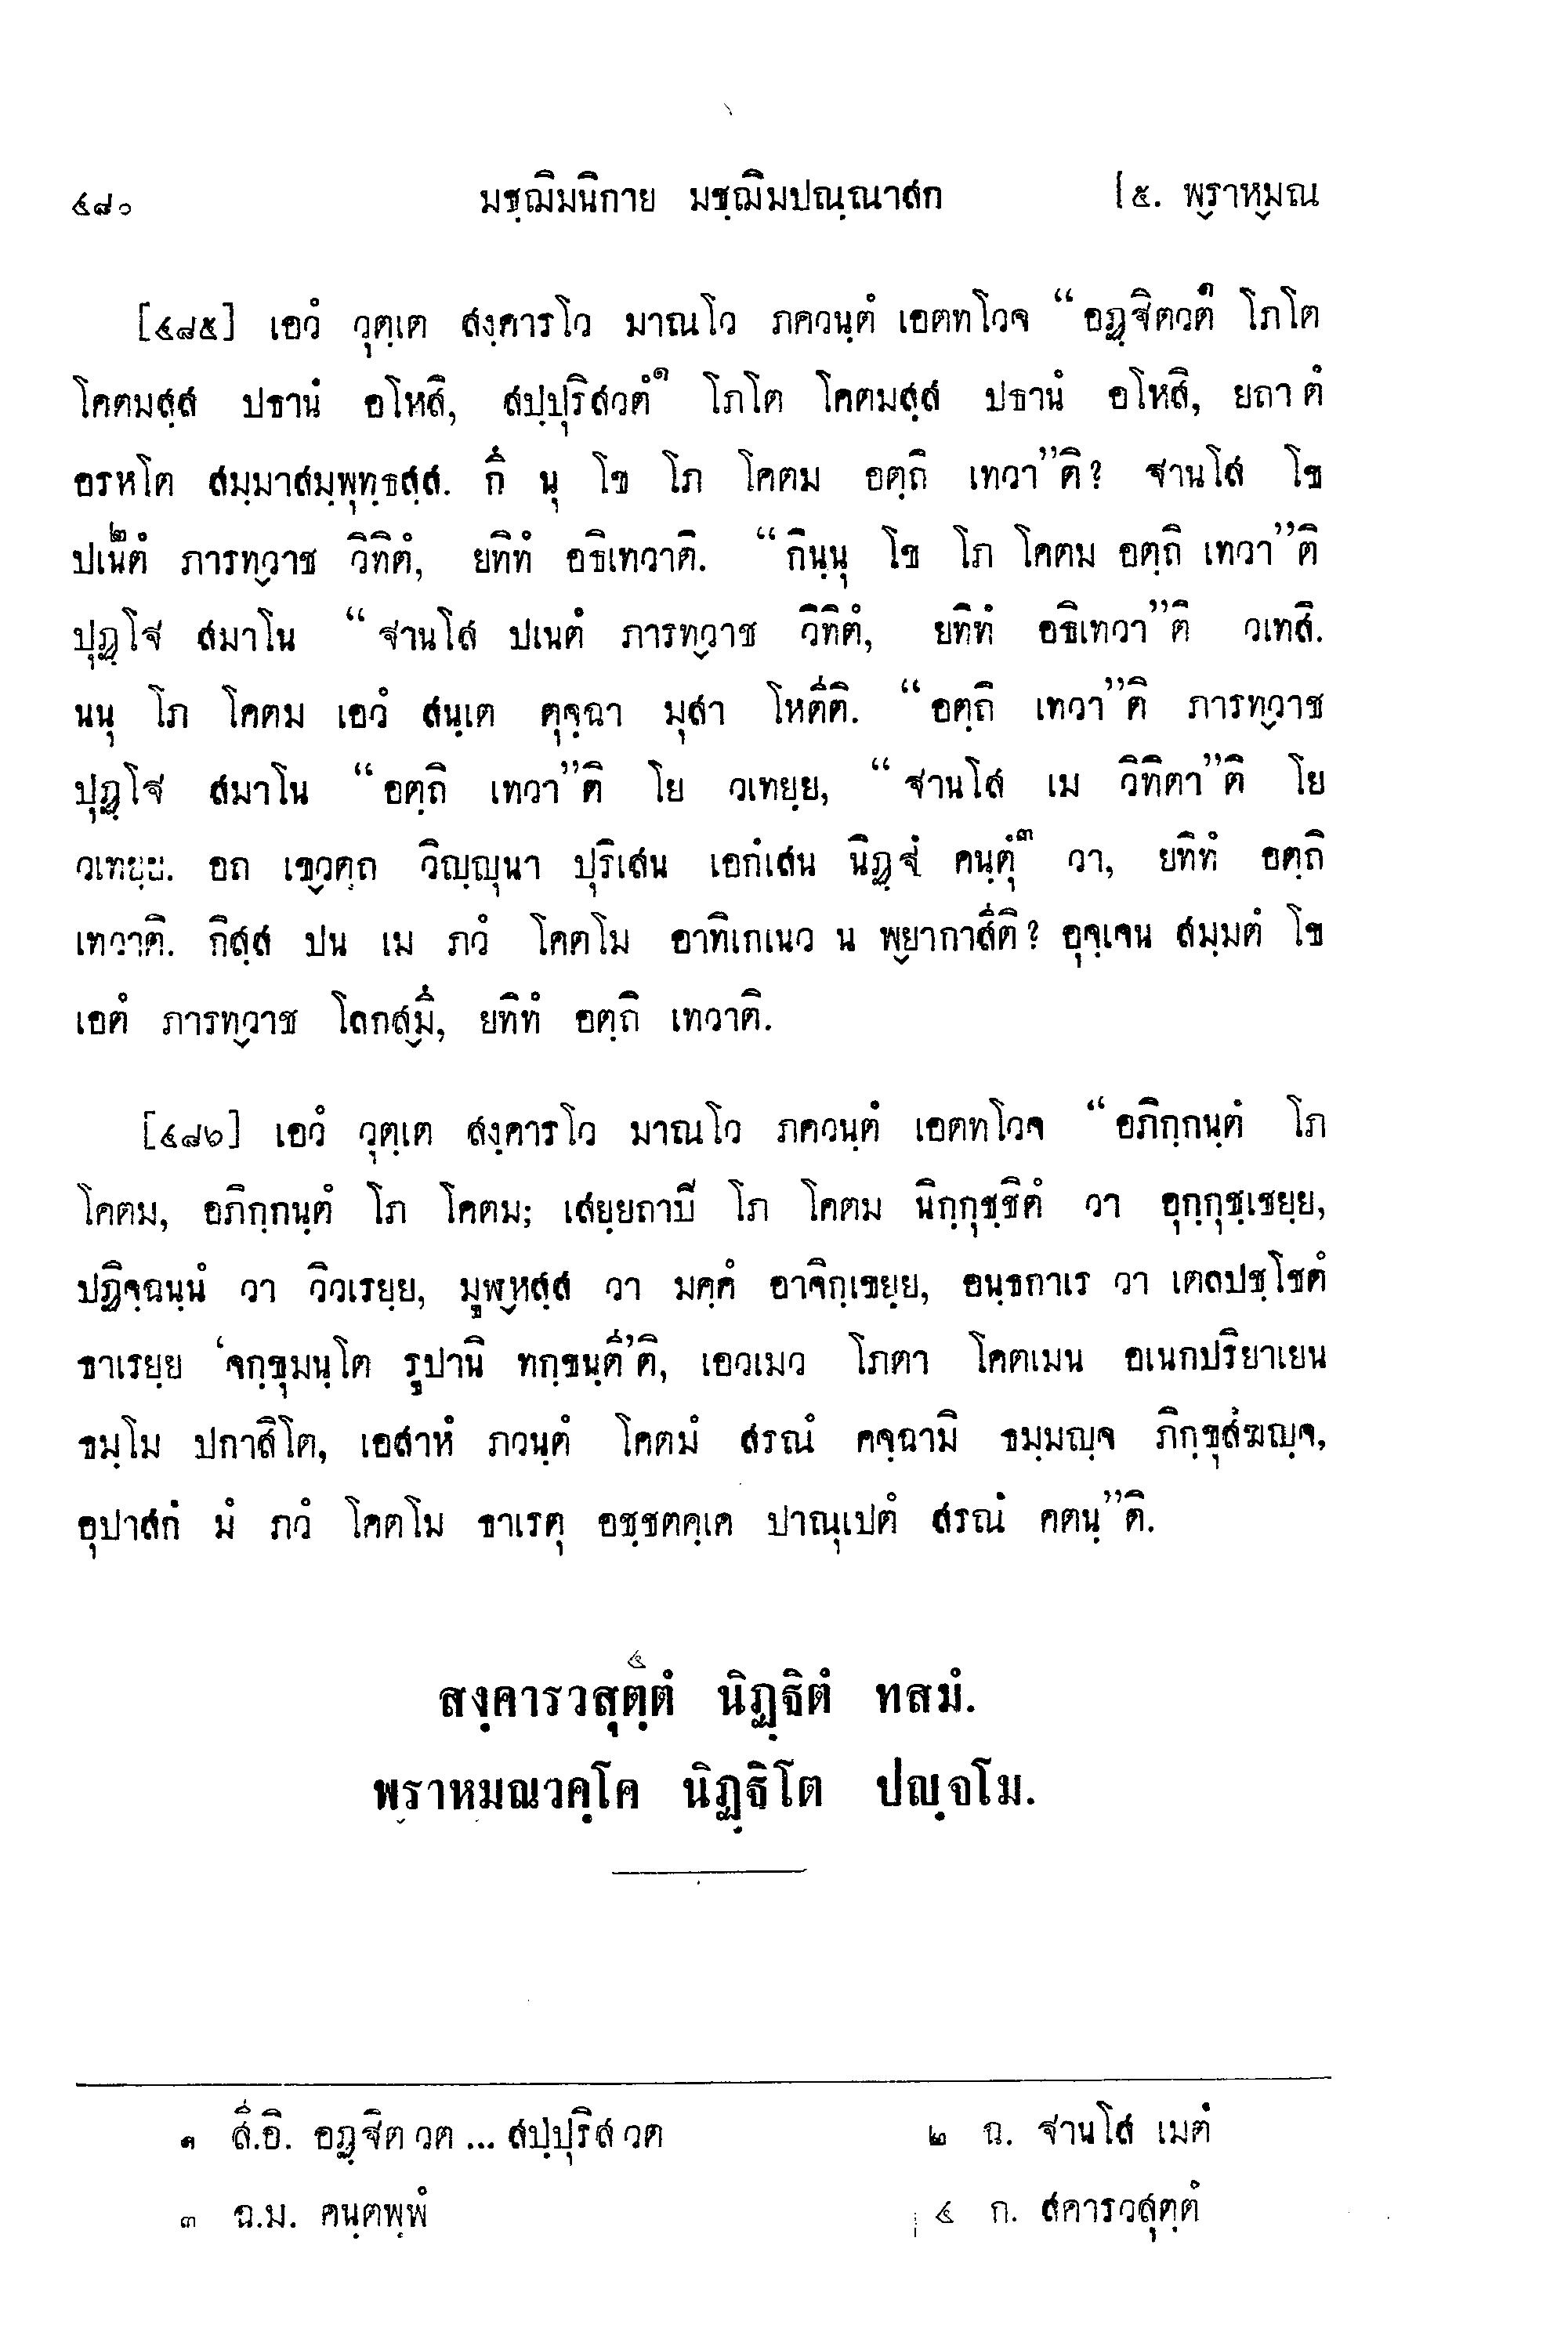 ๔๘๐ มชฺฌิมนิกาย มชฺฌิมปณฺณาสก [๕. พฺราหฺมณ
[๔๘๕] เอวํ วุตฺเต สงฺคารโว มาณโว ภควนฺตํ เอตทโวจ “อฏฺฐิตวตํ๑ โภโต
โคตมสฺส ปธานํ อโหสิ, สปฺปุริสวตํ๑ โภโต โคตมสฺส ปธานํ อโหสิ, ยถา ตํ
อรหโต สมฺมาสมฺพุทฺธสฺส. กึ นุ โข โภ โคตม อตฺถิ เทวา”ติ? ฐานโส โข
ปเนตํ๒ ภารทฺวาช วิทิตํ, ยทิทํ อธิเทวาติ. “กินฺนุ โข โภ โคตม อตฺถิ เทวา”ติ
ปุฏฺโฐ สมาโน “ฐานโส ปเนตํ ภารทฺวาช วิทิตํ, ยทิทํ อธิเทวา”ติ วเทสิ.
นนุ โภ โคตม เอวํ สนฺเต ตุจฺฉา มุสา โหตีติ. “อตฺถิ เทวา”ติ ภารทฺวาช
ปุฏฺโฐ สมาโน “อตฺถิ เทวา”ติ โย วเทยฺย, “ฐานโส เม วิทิตา”ติ โย
วเทยฺย. อถ เขฺวตฺถ วิญฺญุนา ปุริเสน เอกํเสน นิฏฺฐํ คนฺตุํ๓ วา, ยทิทํ อตฺถิ
เทวาติ. กิสฺส ปน เม ภวํ โคตโม อาทิเกเนว น พฺยากาสีติ? อุจฺเจน สมฺมตํ โข
เอตํ ภารทฺวาช โลกสฺมึ, ยทิทํ อตฺถิ เทวาติ.
[๔๘๖] เอวํ วุตฺเต สงฺคารโว มาณโว ภควนฺตํ เอตทโวจ “อภิกฺกนฺตํ โภ
โคตม, อภิกฺกนฺตํ โภ โคตม; เสยฺยถาปี โภ โคตม นิกฺกุชฺชิตํ วา อุกฺกุชฺเชยฺย,
ปฏิจฺฉนฺนํ วา วิวเรยฺย, มูฬฺหสฺส วา มคฺคํ อาจิกฺเขยฺย, อนฺธกาเร วา เตลปชฺโชตํ
ธาเรยฺย ‘จกฺขุมนฺโต รูปานิ ทกฺขนฺตี’ติ, เอวเมว โภตา โคตเมน อเนกปริยาเยน
ธมฺโม ปกาสิโต, เอสาหํ ภวนฺตํ โคตมํ สรณํ คจฺฉามิ ธมฺมญฺจ ภิกฺขุสํฆญฺจ,
อุปาสกํ มํ ภวํ โคตโม ธาเรตุ อชฺชตคฺเค ปาณุเปตํ สรณํ คตนฺ”ติ.
สงฺคารวสุตฺตํ๔ นิฏฺฐิตํ ทสมํ.
พฺราหฺมณวคฺโค นิฏฺฐิโต ปญฺจโม.
๑ สี.อิ. อฏฺฐิต วต ... สปฺปุริส วต ๒ ฉ. ฐานโส เมตํ
๓ ฉ.ม. คนฺตพฺพํ ๔ ก. สคารวสุตฺตํ